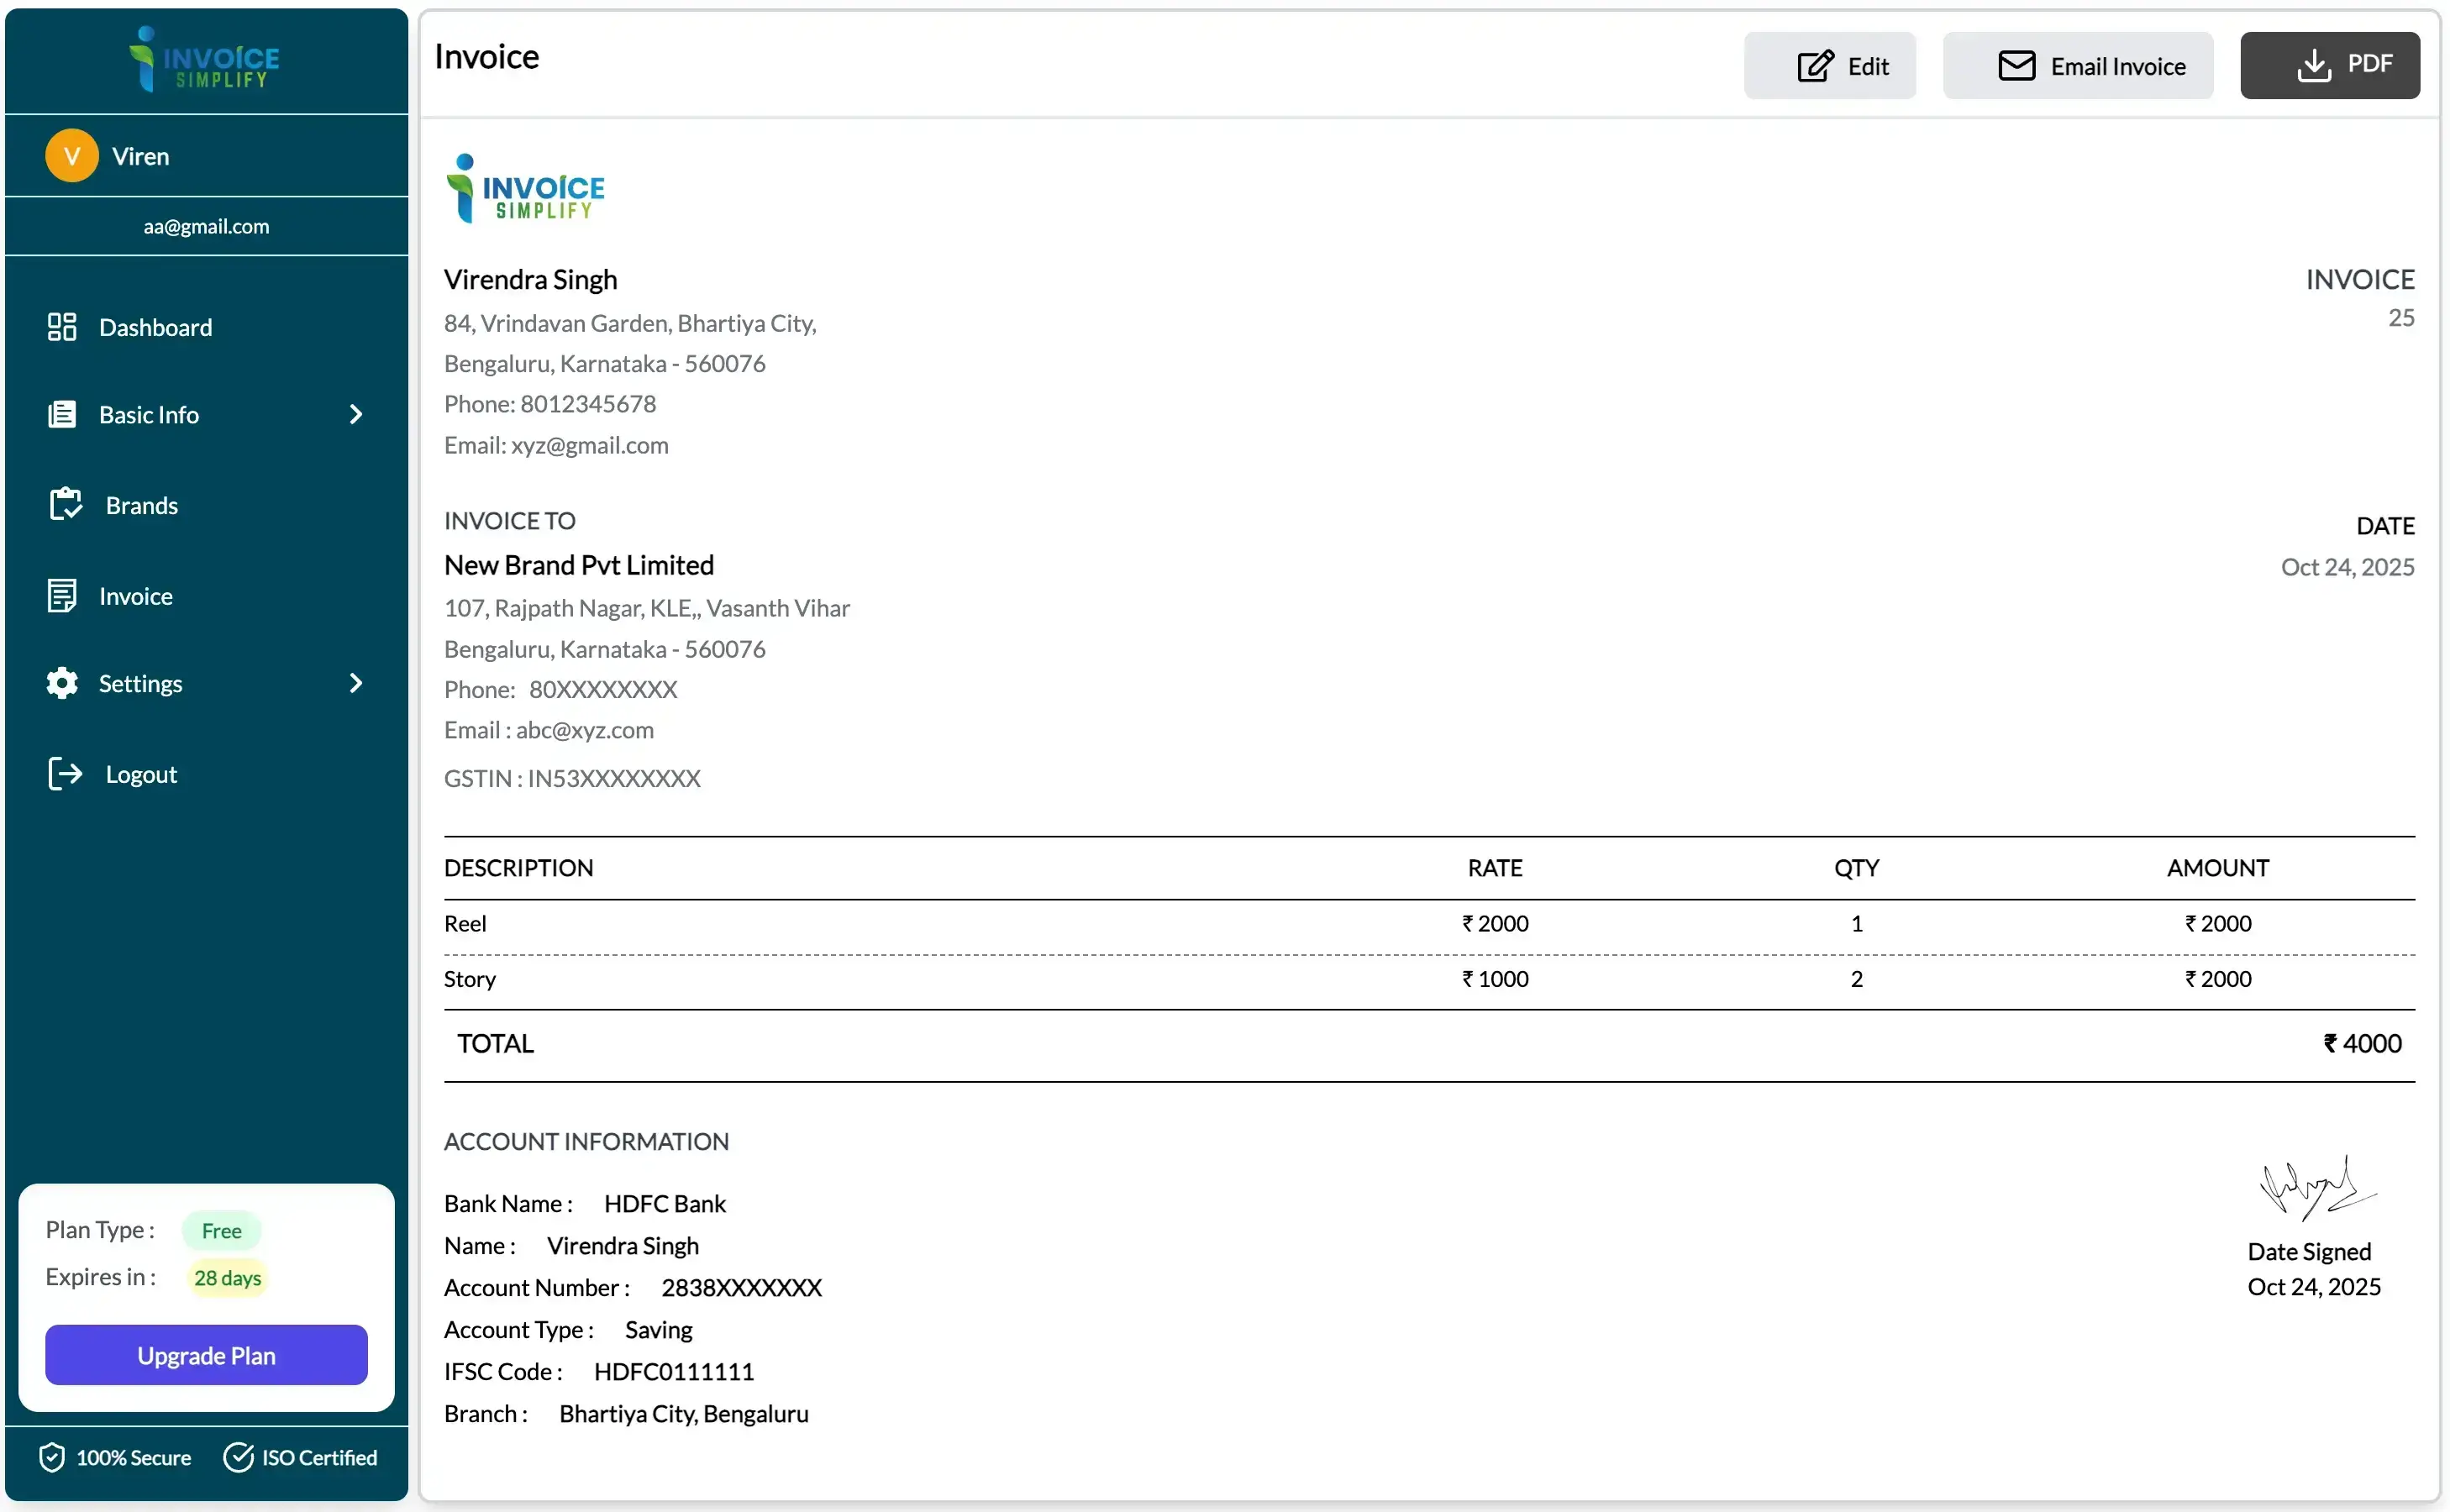 INVOICE
SIMPLIFY
V Viren
aa@gmail.com
Dashboard
Basic Info
Brands
Invoice
Settings
Logout
Plan Type : Free
Expires in : 28 days
Upgrade Plan
100% Secure ISO Certified
Invoice
Edit Email Invoice PDF
INVOICE
SIMPLIFY
Virendra Singh
84, Vrindavan Garden, Bhartiya City,
Bengaluru, Karnataka - 560076
Phone: 8012345678
Email: xyz@gmail.com
INVOICE
25
INVOICE TO
New Brand Pvt Limited
107, Rajpath Nagar, KLE,, Vasanth Vihar
Bengaluru, Karnataka - 560076
Phone: 80XXXXXXXX
Email : abc@xyz.com
GSTIN : IN53XXXXXXXX
DATE
Oct 24, 2025
DESCRIPTION RATE QTY AMOUNT
Reel ₹ 2000 1 ₹ 2000
Story ₹ 1000 2 ₹ 2000
TOTAL ₹ 4000
ACCOUNT INFORMATION
Bank Name : HDFC Bank
Name : Virendra Singh
Account Number : 2838XXXXXXX
Account Type : Saving
IFSC Code : HDFC0111111
Branch : Bhartiya City, Bengaluru
Date Signed
Oct 24, 2025